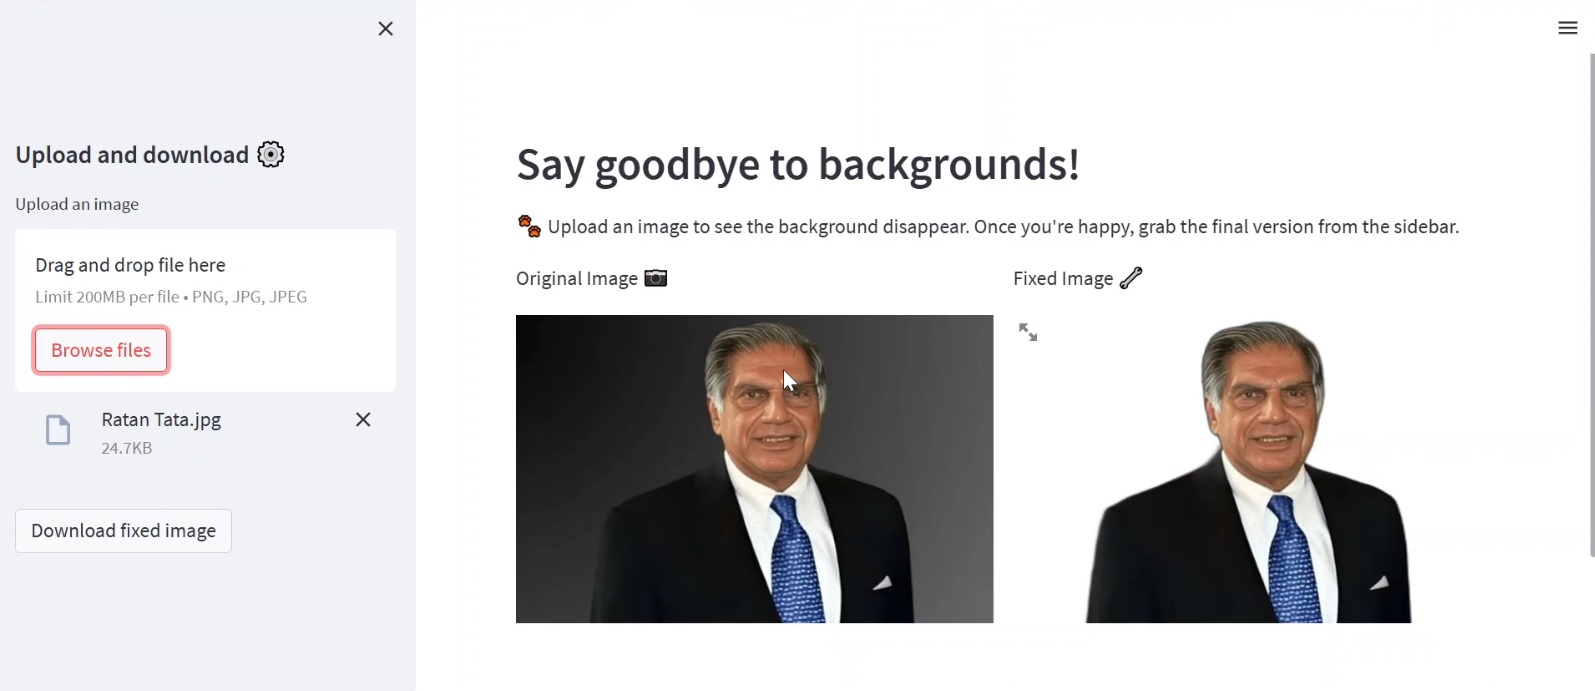 Upload and download
Upload an image
Drag and drop file here
Limit 200MB per file • PNG, JPG, JPEG
Browse files
Ratan Tata.jpg
24.7KB
Download fixed image
Say goodbye to backgrounds!
Upload an image to see the background disappear. Once you're happy, grab the final version from the sidebar.
Original Image
Fixed Image